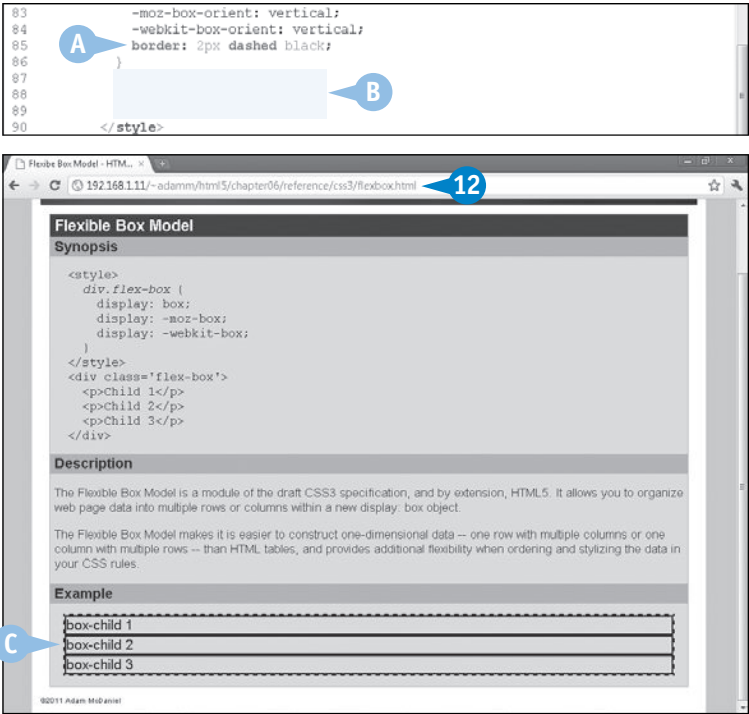 83 -moz-box-orient: vertical;
84 -webkit-box-orient: vertical;
85 border: 2px dashed black;
86 }
87
88
89
90 </style>
A
B
Flexibe Box Model - HTM...
192.168.1.11/~adamm/html5/chapter06/reference/css3/flexbox.html
12
Flexible Box Model
Synopsis
<style>
div.flex-box {
display: box;
display: -moz-box;
display: -webkit-box;
}
</style>
<div class='flex-box'>
<p>Child 1</p>
<p>Child 2</p>
<p>Child 3</p>
</div>
Description
The Flexible Box Model is a module of the draft CSS3 specification, and by extension, HTML5. It allows you to organize
web page data into multiple rows or columns within a new display: box object.
The Flexible Box Model makes it is easier to construct one-dimensional data -- one row with multiple columns or one
column with multiple rows -- than HTML tables, and provides additional flexibility when ordering and stylizing the data in
your CSS rules.
Example
box-child 1
C
box-child 2
box-child 3
©2011 Adam McDaniel